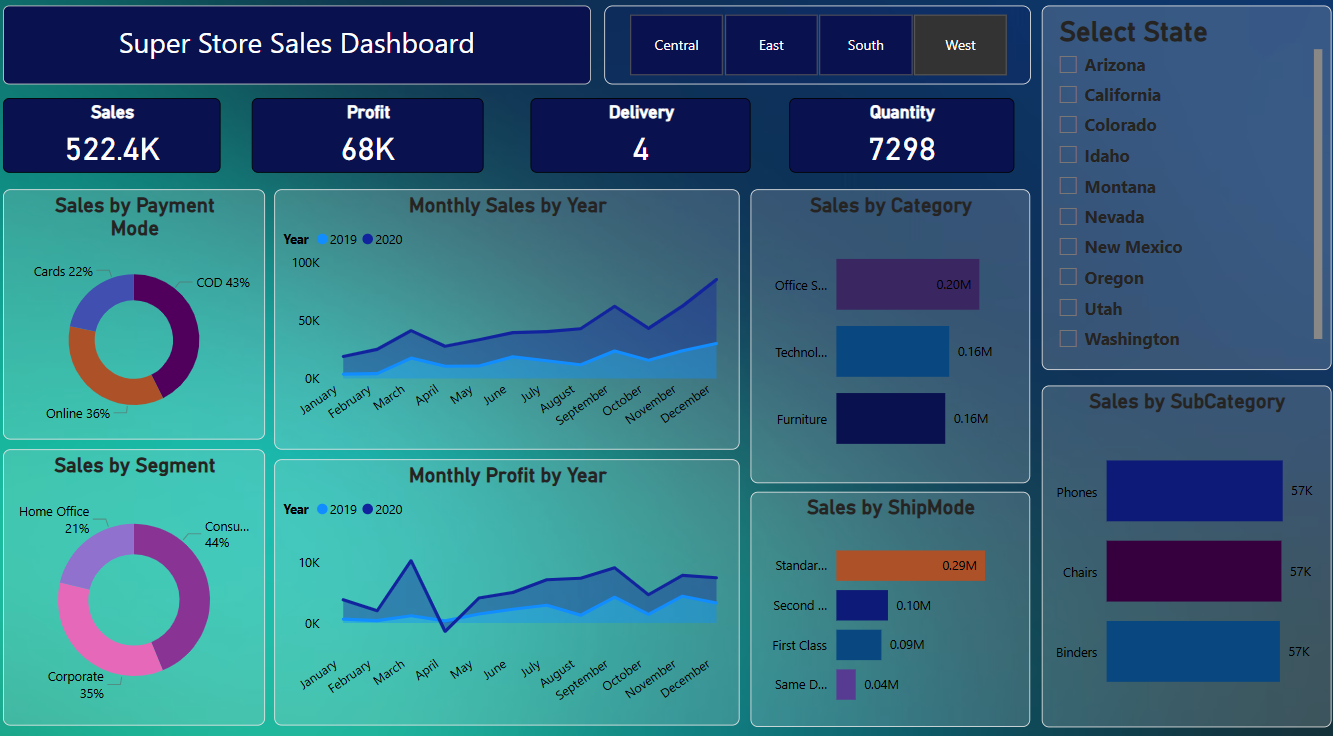 Super Store Sales Dashboard
Central
East
South
West
Select State
Arizona
California
Colorado
Idaho
Montana
Nevada
New Mexico
Oregon
Utah
Washington
Sales
522.4K
Profit
68K
Delivery
4
Quantity
7298
Sales by Payment
Mode
Cards 22%
COD 43%
Online 36%
Monthly Sales by Year
Year 2019 2020
100K
50K
0K
January
February
March
April
May
June
July
August
September
October
November
December
Sales by Category
Office S... 0.20M
Technol... 0.16M
Furniture 0.16M
Sales by SubCategory
Phones 57K
Chairs 57K
Binders 57K
Sales by Segment
Home Office
21%
Consu...
44%
Corporate
35%
Monthly Profit by Year
Year 2019 2020
10K
0K
January
February
March
April
May
June
July
August
September
October
November
December
Sales by ShipMode
Standar... 0.29M
Second ... 0.10M
First Class 0.09M
Same D... 0.04M